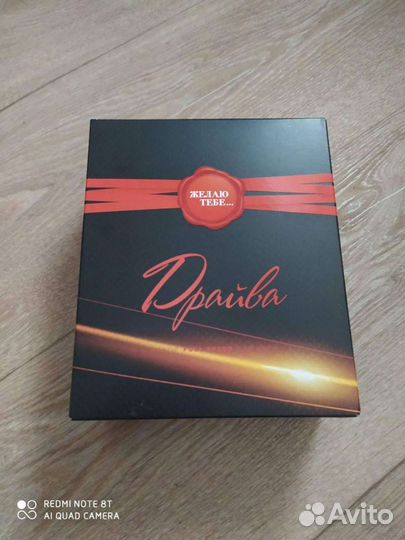 ЖЕЛАЮ
ТЕБЕ...
Драйва
REDMI NOTE 8T
AI QUAD CAMERA
Avito